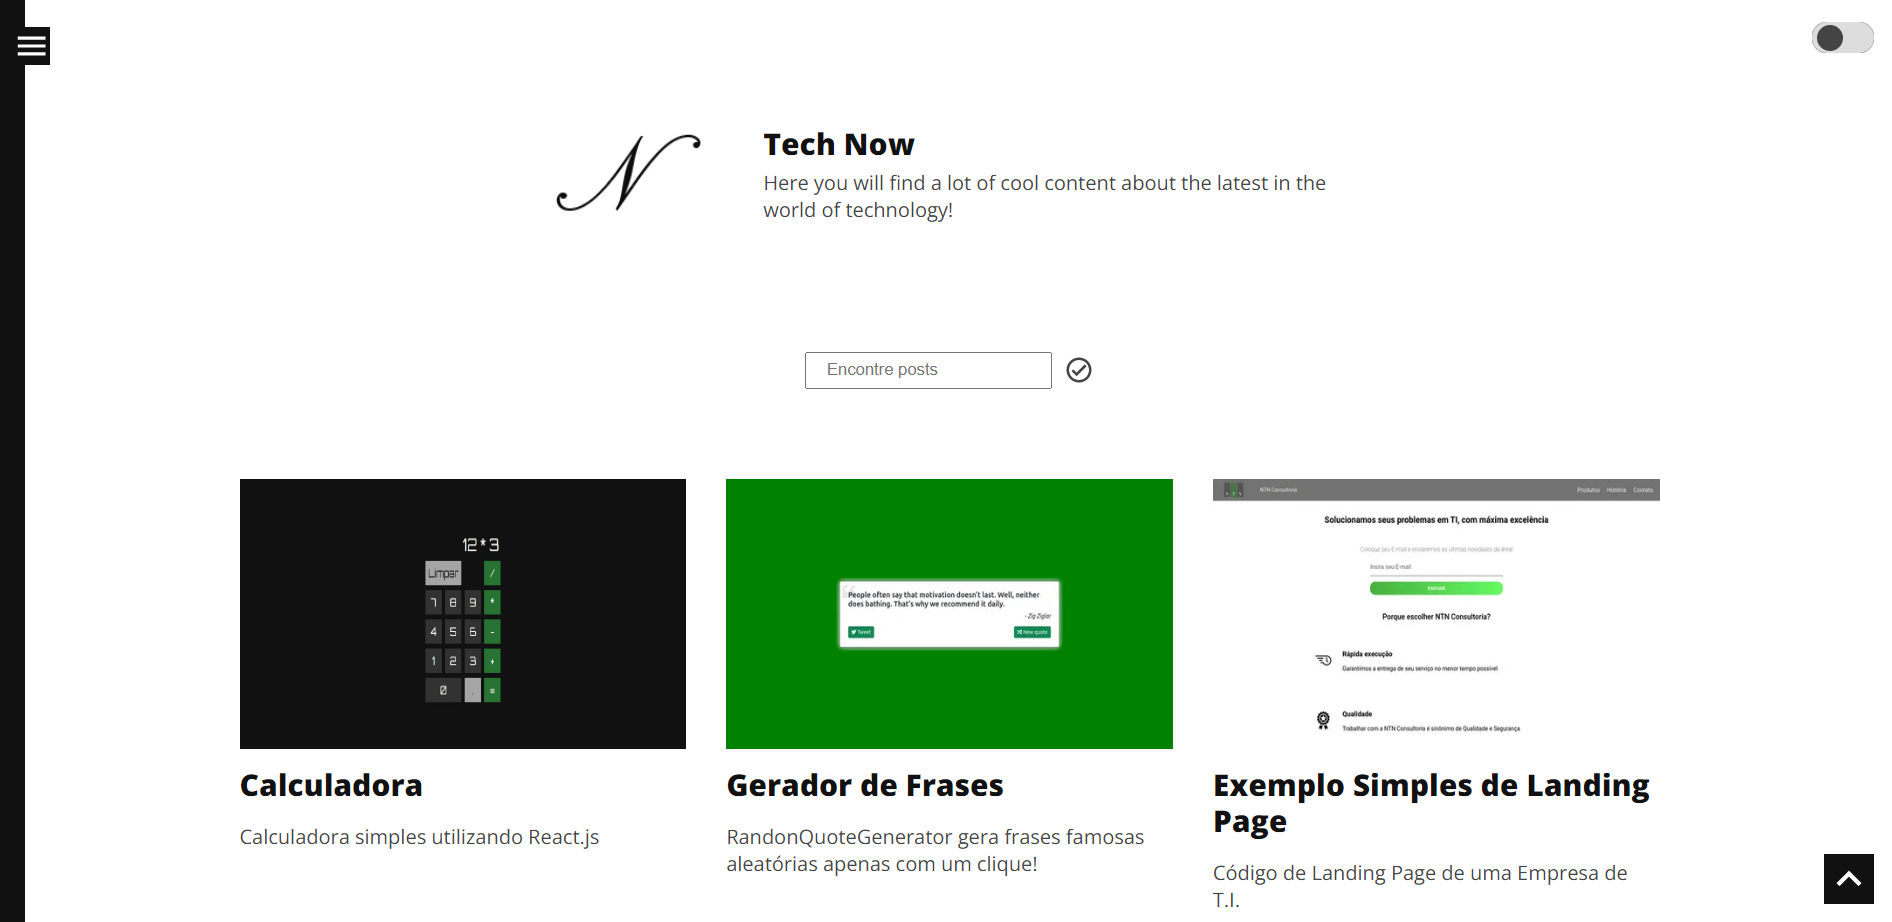 N
Tech Now
Here you will find a lot of cool content about the latest in the
world of technology!
Encontre posts
12*3
Limpar /
7 8 9 *
4 5 6 -
1 2 3 +
0 . =
People often say that motivation doesn't last. Well, neither
does bathing. That's why we recommend it daily.
- Zig Ziglar
Tweet
New quote
NTN Consultoria
Produtos História Contato
Solucionamos seus problemas em TI, com máxima excelência
Coloque seu E-mail e enviaremos as últimas novidades da área!
Insira seu E-mail
ENVIAR
Porque escolher NTN Consultoria?
Rápida execução
Garantimos a entrega de seu serviço no menor tempo possível
Qualidade
Trabalhar com a NTN Consultoria é sinônimo de Qualidade e Segurança
Calculadora
Calculadora simples utilizando React.js
Gerador de Frases
RandonQuoteGenerator gera frases famosas
aleatórias apenas com um clique!
Exemplo Simples de Landing
Page
Código de Landing Page de uma Empresa de
T.I.